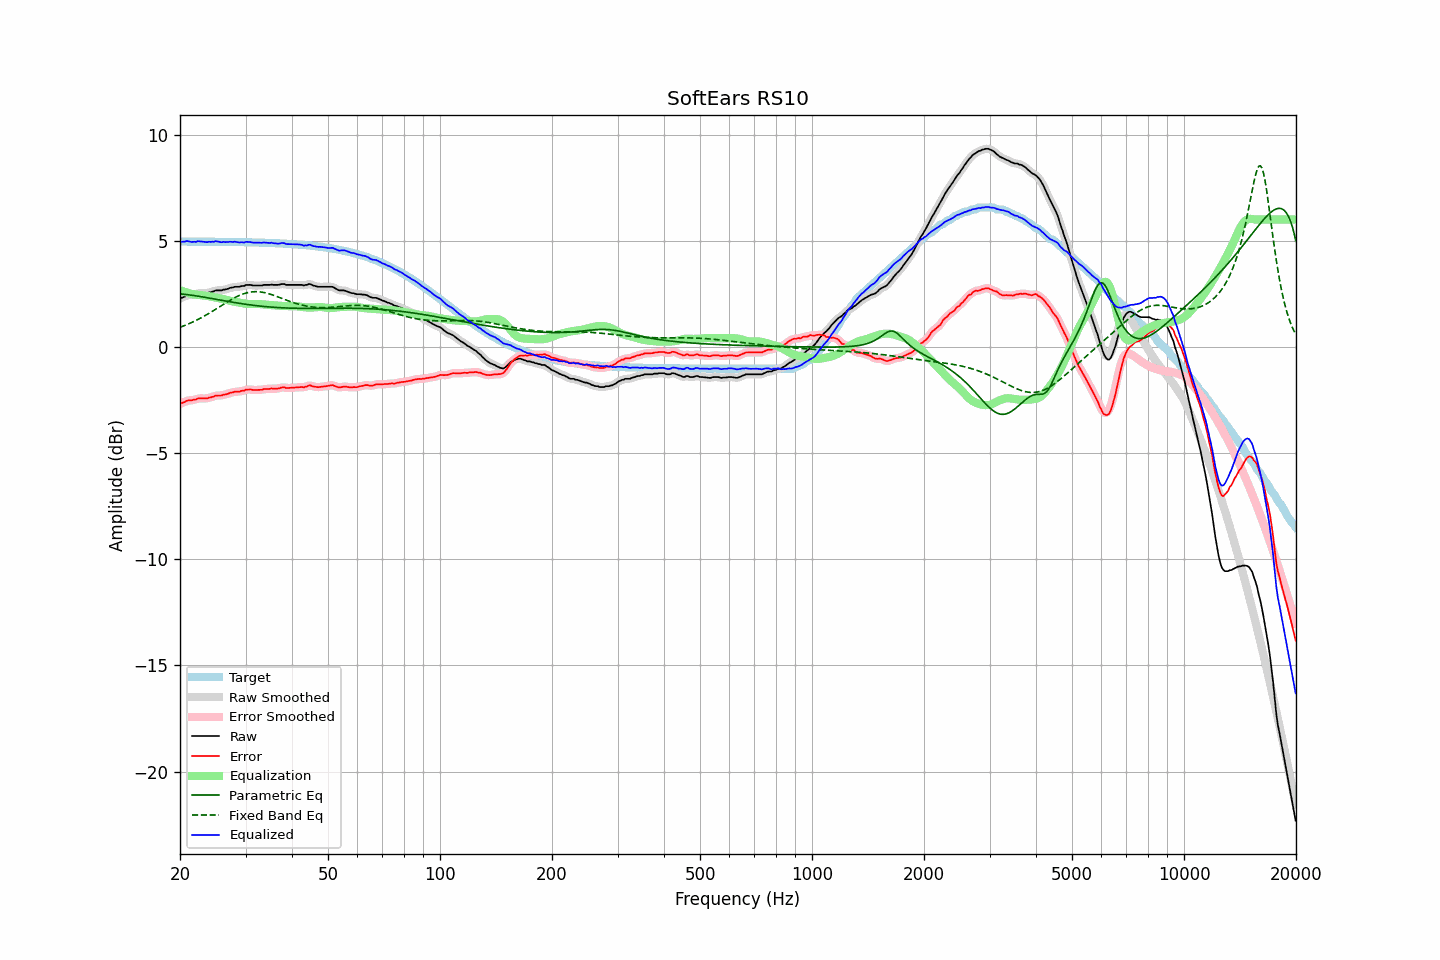 SoftEars RS10
10
5
0
−5
−10
−15
−20
Amplitude (dBr)
Target
Raw Smoothed
Error Smoothed
Raw
Error
Equalization
Parametric Eq
Fixed Band Eq
Equalized
20 50 100 200 500 1000 2000 5000 10000 20000
Frequency (Hz)